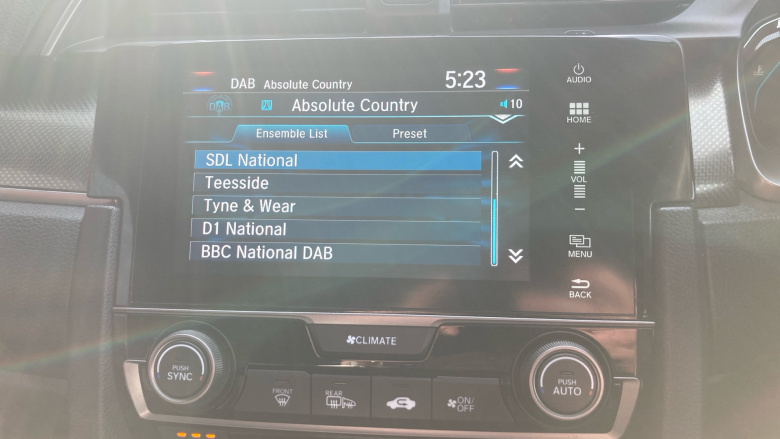 DAB Absolute Country 5:23
DAB Absolute Country 10
Ensemble List Preset
SDL National
Teesside
Tyne & Wear
D1 National
BBC National DAB
AUDIO
HOME
+
VOL
−
MENU
BACK
CLIMATE
PUSH
SYNC
FRONT
REAR
ON/
OFF
PUSH
AUTO